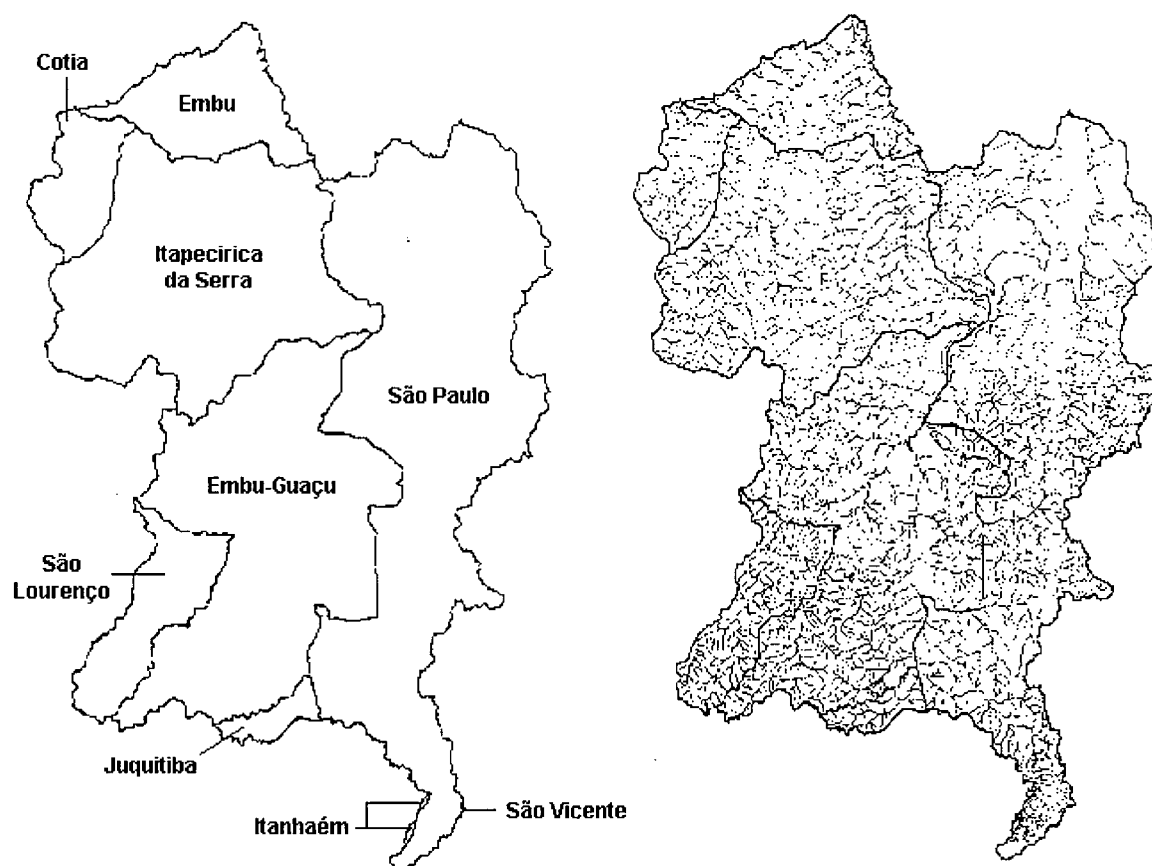 Cotia
Embu
Itapecirica
da Serra
São Paulo
Embu-Guaçu
São
Lourenço
Juquitiba
Itanhaém
São Vicente